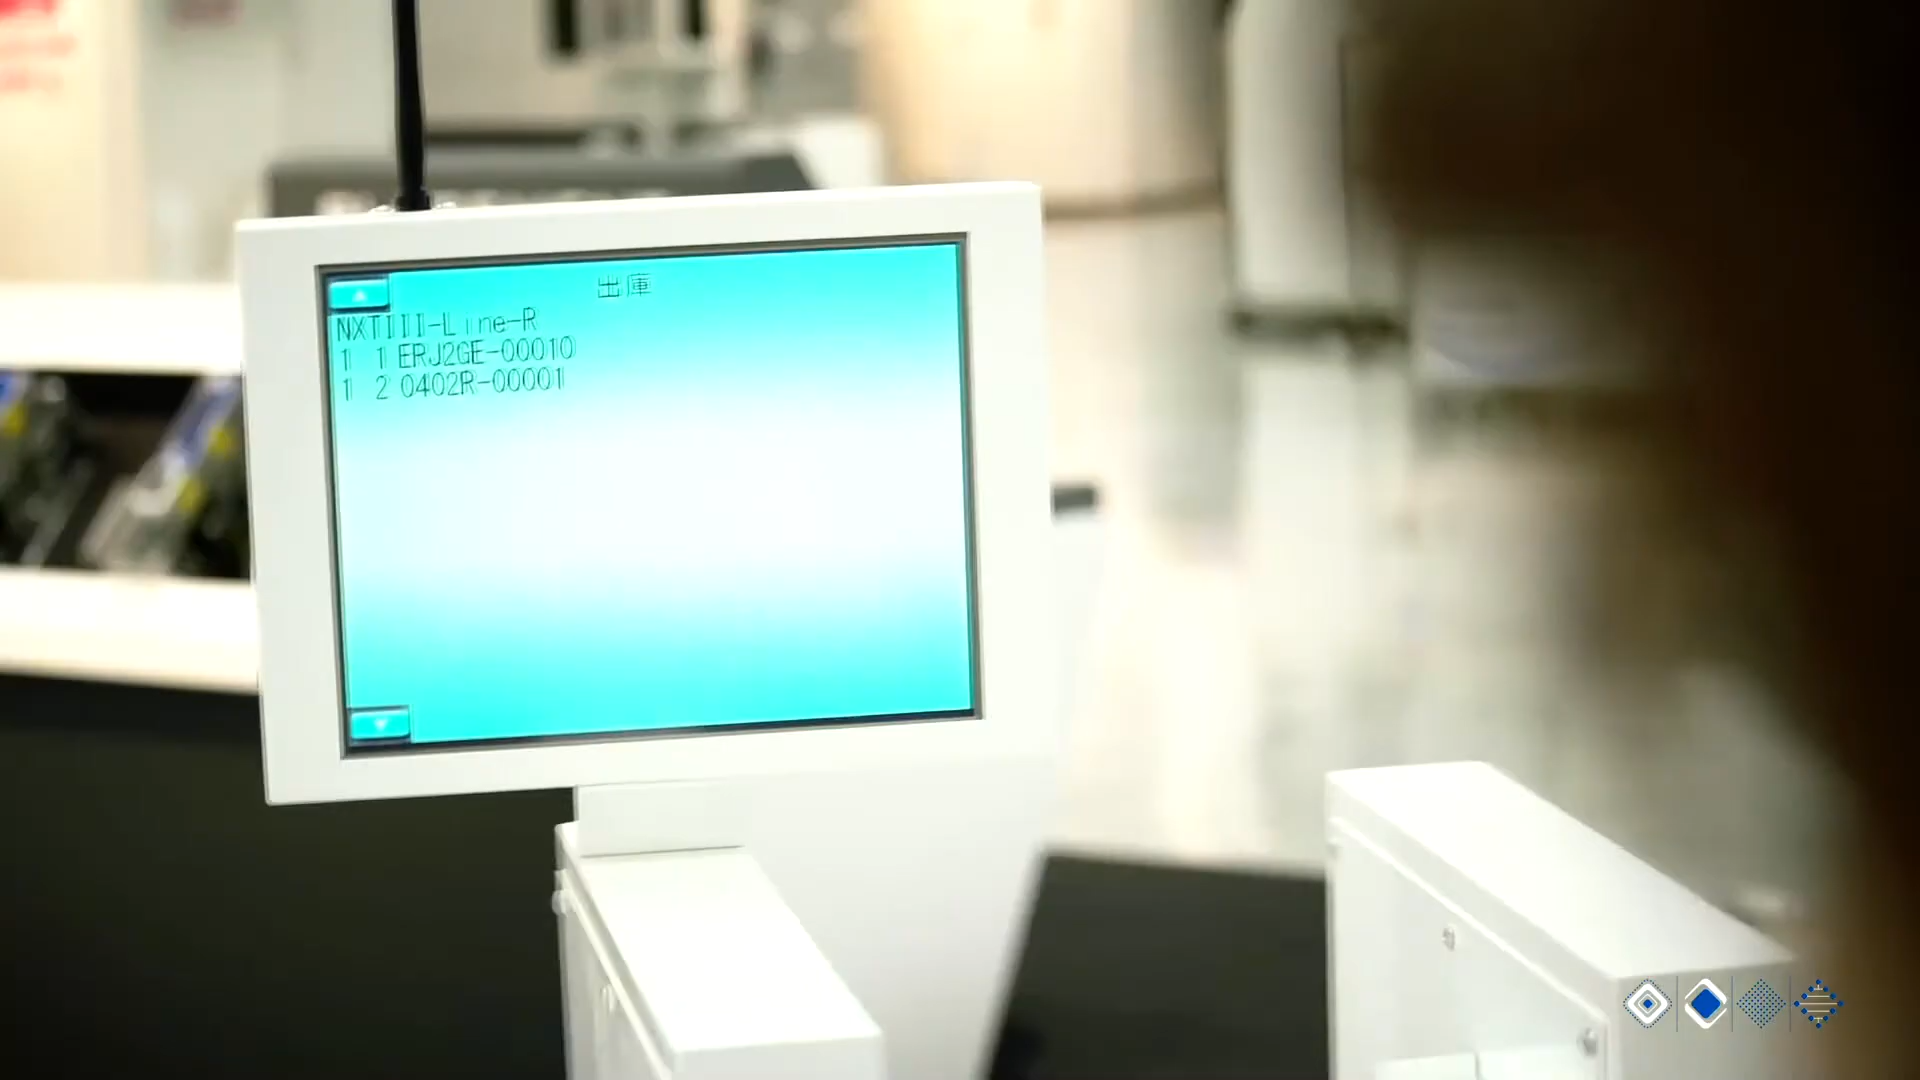 出庫
NXTIII-Line-R
1 1 ERJ2GE-00010
1 2 0402R-00001